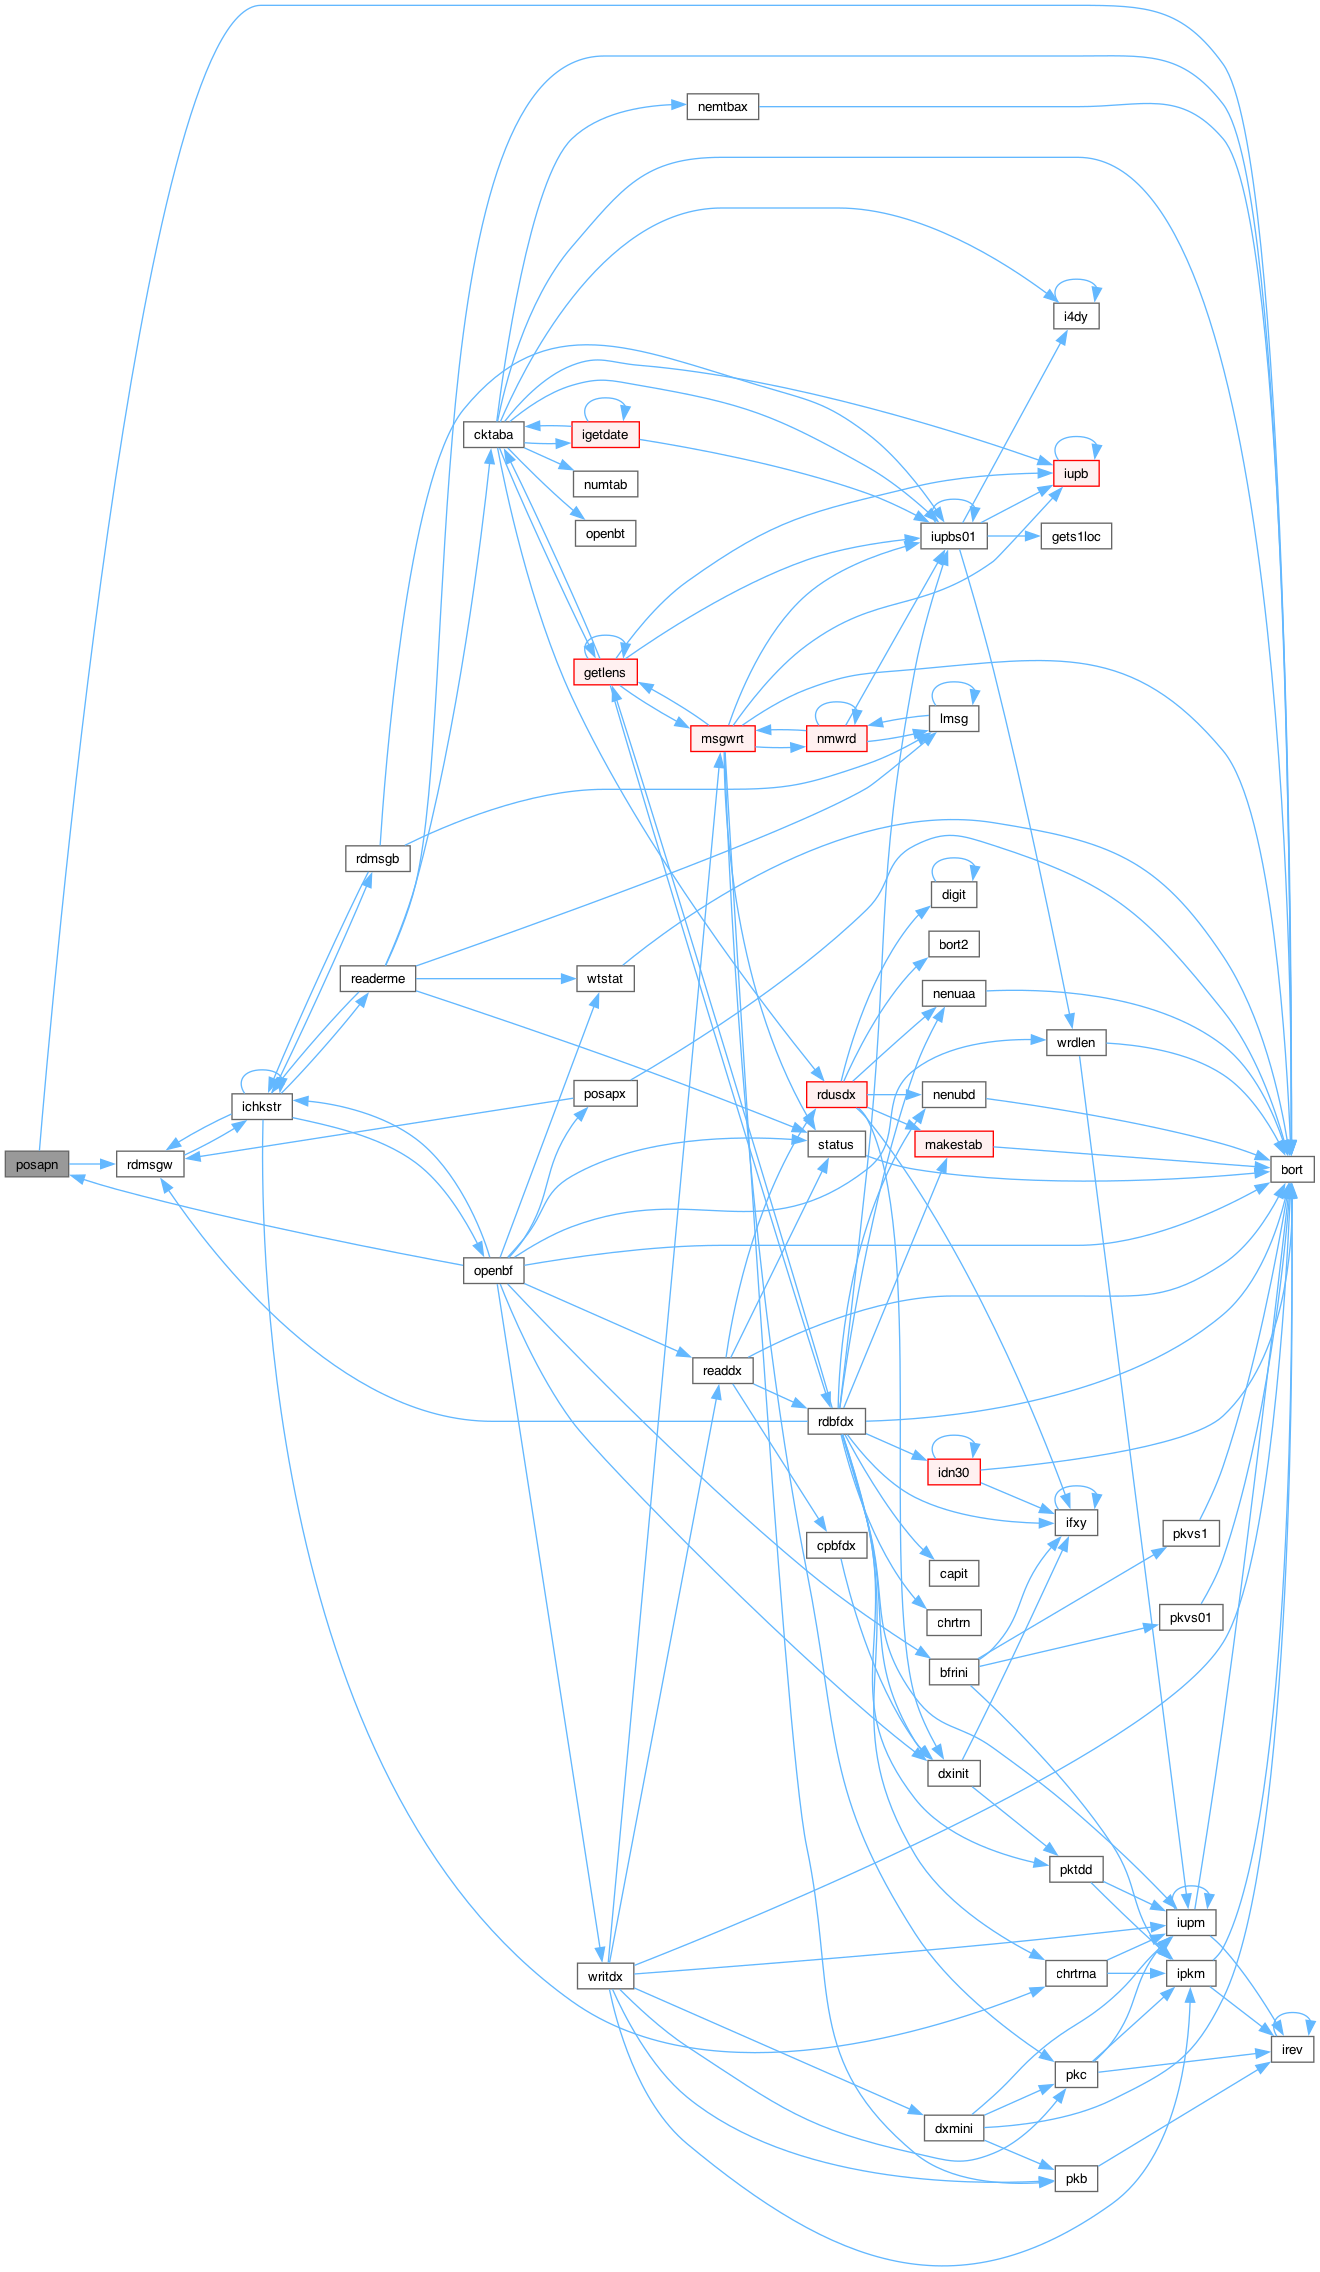 nemtbax
i4dy
cktaba
igetdate
iupb
numtab
openbt
iupbs01
gets1loc
getlens
lmsg
msgwrt
nmwrd
rdmsgb
digit
bort2
readerme
wtstat
nenuaa
wrdlen
posapx
rdusdx
nenubd
ichkstr
status
makestab
posapn
rdmsgw
bort
openbf
readdx
rdbfdx
idn30
ifxy
pkvs1
cpbfdx
capit
chrtrn
pkvs01
bfrini
dxinit
pktdd
iupm
writdx
chrtrna
ipkm
irev
pkc
dxmini
pkb